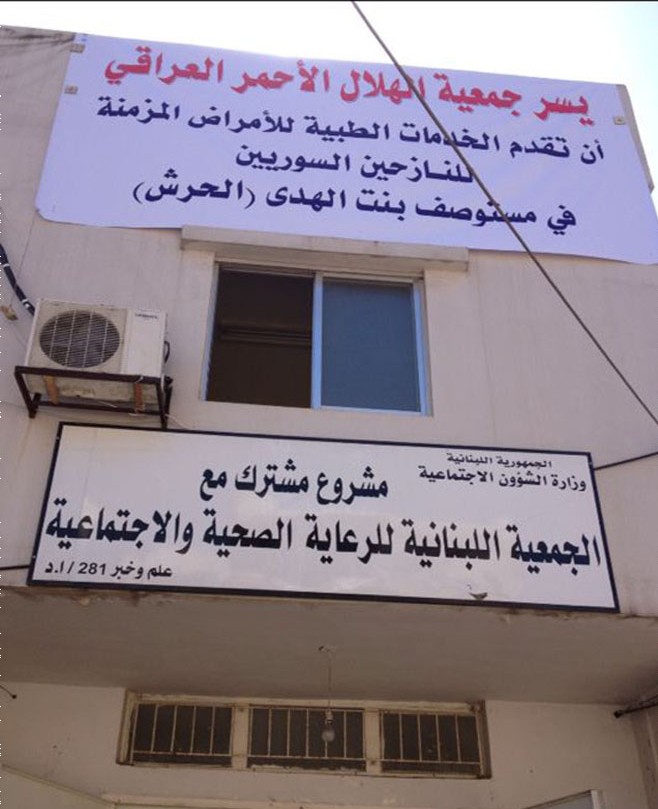 يسر جمعية الهلال الأحمر العراقي
أن تقدم الخدمات الطبية للأمراض المزمنة
للنازحين السوريين
في مستوصف بنت الهدى (الحرش)
الجمهورية اللبنانية
وزارة الشؤون الاجتماعية
مشروع مشترك مع
الجمعية اللبنانية للرعاية الصحية والاجتماعية
علم وخبر 281 / ا.د